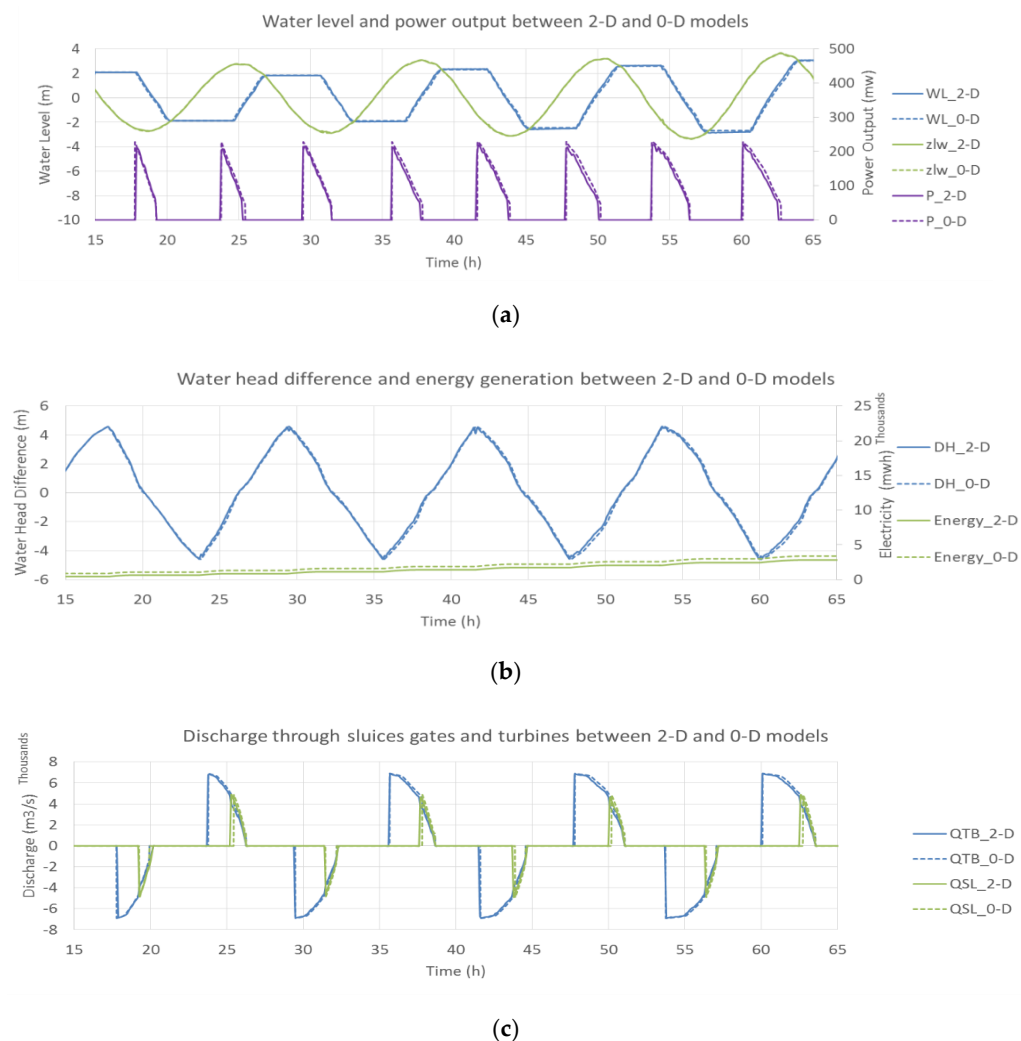 Water level and power output between 2-D and 0-D models
Water Level (m)
4
2
0
-2
-4
-6
-8
-10
500
400
300
200
100
0
Power Output (mw)
15 20 25 30 35 40 45 50 55 60 65
Time (h)
WL_2-D
WL_0-D
zlw_2-D
zlw_0-D
P_2-D
P_0-D
(a)
Water head difference and energy generation between 2-D and 0-D models
Water Head Difference (m)
6
4
2
0
-2
-4
-6
25
20
15
10
5
0
Thousands
Electricity (mwh)
15 20 25 30 35 40 45 50 55 60 65
Time (h)
DH_2-D
DH_0-D
Energy_2-D
Energy_0-D
(b)
Discharge through sluices gates and turbines between 2-D and 0-D models
Thousands
Discharge (m3/s)
8
6
4
2
0
-2
-4
-6
-8
15 20 25 30 35 40 45 50 55 60 65
Time (h)
QTB_2-D
QTB_0-D
QSL_2-D
QSL_0-D
(c)